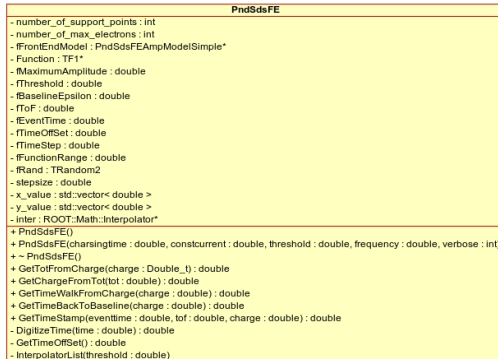 PndSdsFE
- number_of_support_points : int
- number_of_max_electrons : int
- fFrontEndModel : PndSdsFEAmpModelSimple*
- Function : TF1*
- fMaximumAmplitude : double
- fThreshold : double
- fBaselineEpsilon : double
- fToF : double
- fEventTime : double
- fTimeOffSet : double
- fTimeStep : double
- fFunctionRange : double
- fRand : TRandom2
- stepsize : double
- x_value : std::vector< double >
- y_value : std::vector< double >
- inter : ROOT::Math::Interpolator*
+ PndSdsFE()
+ PndSdsFE(charsingtime : double, constcurrent : double, threshold : double, frequency : double, verbose : int
+ ~ PndSdsFE()
+ GetTotFromCharge(charge : Double_t) : double
+ GetChargeFromTot(tot : double) : double
+ GetTimeWalkFromCharge(charge : double) : double
+ GetTimeBackToBaseline(charge : double) : double
+ GetTimeStamp(eventtime : double, tof : double, charge : double) : double
- DigitizeTime(time : double) : double
- GetTimeOffSet() : double
- InterpolatorList(threshold : double)